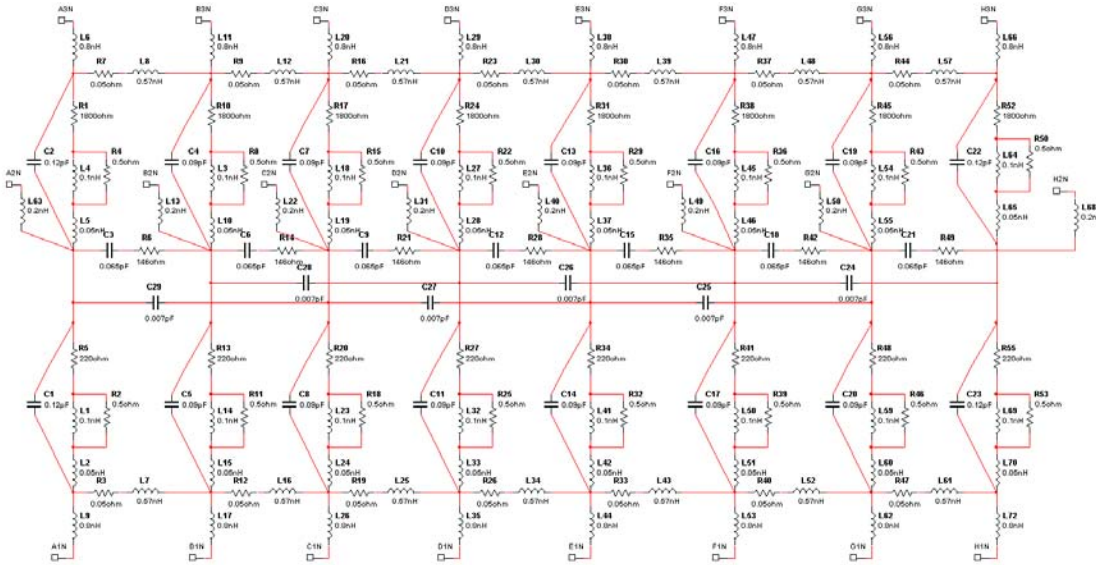 A3N B3N C3N D3N E3N F3N G3N H3N
L6 L11 L20 L29 L38 L47 L56 L66
0.8nH 0.8nH 0.8nH 0.8nH 0.8nH 0.8nH 0.8nH 0.8nH
R7 L8 R9 L12 R16 L21 R23 L30 R30 L39 R37 L48 R44 L57
0.05ohm 0.57nH 0.05ohm 0.57nH 0.05ohm 0.57nH 0.05ohm 0.57nH 0.05ohm 0.57nH 0.05ohm 0.57nH 0.05ohm 0.57nH
R1 R10 R17 R24 R31 R38 R45 R52
1800ohm 1800ohm 1800ohm 1800ohm 1800ohm 1800ohm 1800ohm 1800ohm
C2 R4 C4 R8 C7 R15 C10 R22 C13 R29 C16 R36 C19 R43 C22 R50
0.12pF 0.5ohm 0.09pF 0.5ohm 0.09pF 0.5ohm 0.09pF 0.5ohm 0.09pF 0.5ohm 0.09pF 0.5ohm 0.09pF 0.5ohm 0.12pF 0.5ohm
L4 L3 L18 L27 L36 L45 L54 L64
0.1nH 0.1nH 0.1nH 0.1nH 0.1nH 0.1nH 0.1nH 0.1nH
A2N B2N C2N D2N E2N F2N G2N H2N
L63 L13 L22 L31 L40 L49 L58 L68
0.2nH 0.2nH 0.2nH 0.2nH 0.2nH 0.2nH 0.2nH 0.2n
L5 L10 L19 L28 L37 L46 L55 L65
0.05nH 0.05nH 0.05nH 0.05nH 0.05nH 0.05nH 0.05nH 0.05nH
C3 R6 C6 R14 C9 R21 C12 R28 C15 R35 C18 R42 C21 R49
0.065pF 146ohm 0.065pF 146ohm 0.065pF 146ohm 0.065pF 146ohm 0.065pF 146ohm 0.065pF 146ohm 0.065pF 146ohm
C28 C26 C24
0.007pF 0.007pF 0.007pF
C29 C27 C25
0.007pF 0.007pF 0.007pF
R5 R13 R20 R27 R34 R41 R48 R55
220ohm 220ohm 220ohm 220ohm 220ohm 220ohm 220ohm 220ohm
C1 R2 C5 R11 C8 R18 C11 R25 C14 R32 C17 R39 C20 R46 C23 R53
0.12pF 0.5ohm 0.09pF 0.5ohm 0.09pF 0.5ohm 0.09pF 0.5ohm 0.09pF 0.5ohm 0.09pF 0.5ohm 0.09pF 0.5ohm 0.12pF 0.5ohm
L1 L14 L23 L32 L41 L50 L59 L69
0.1nH 0.1nH 0.1nH 0.1nH 0.1nH 0.1nH 0.1nH 0.1nH
L2 L15 L24 L33 L42 L51 L60 L70
0.05nH 0.05nH 0.05nH 0.05nH 0.05nH 0.05nH 0.05nH 0.05nH
R3 L7 R12 L16 R19 L25 R26 L34 R33 L43 R40 L52 R47 L61
0.05ohm 0.57nH 0.05ohm 0.57nH 0.05ohm 0.57nH 0.05ohm 0.57nH 0.05ohm 0.57nH 0.05ohm 0.57nH 0.05ohm 0.57nH
L9 L17 L26 L35 L44 L53 L62 L72
0.8nH 0.8nH 0.8nH 0.8nH 0.8nH 0.8nH 0.8nH 0.8nH
A1N B1N C1N D1N E1N F1N G1N H1N